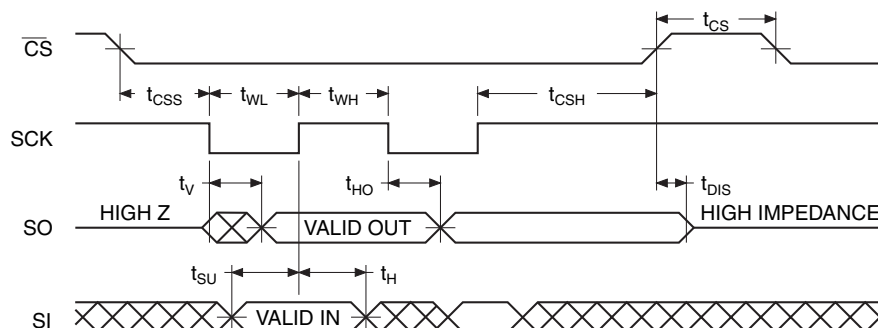 t_CS
C̅S̅
t_CSS t_WL t_WH t_CSH
SCK
t_V t_HO t_DIS
HIGH Z VALID OUT HIGH IMPEDANCE
SO
t_SU t_H
SI VALID IN